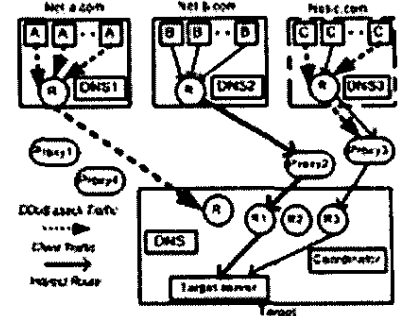 Net a.com Net b.com Net c.com
A A A B B B C C C
R DNS1 R DNS2 R DNS3
Proxy1 Proxy2 Proxy3
Proxy4
R R1 R2 R3
DDoS attack Traffic
DNS
Client Traffic Coordinator
Indirect Route Target server
Target